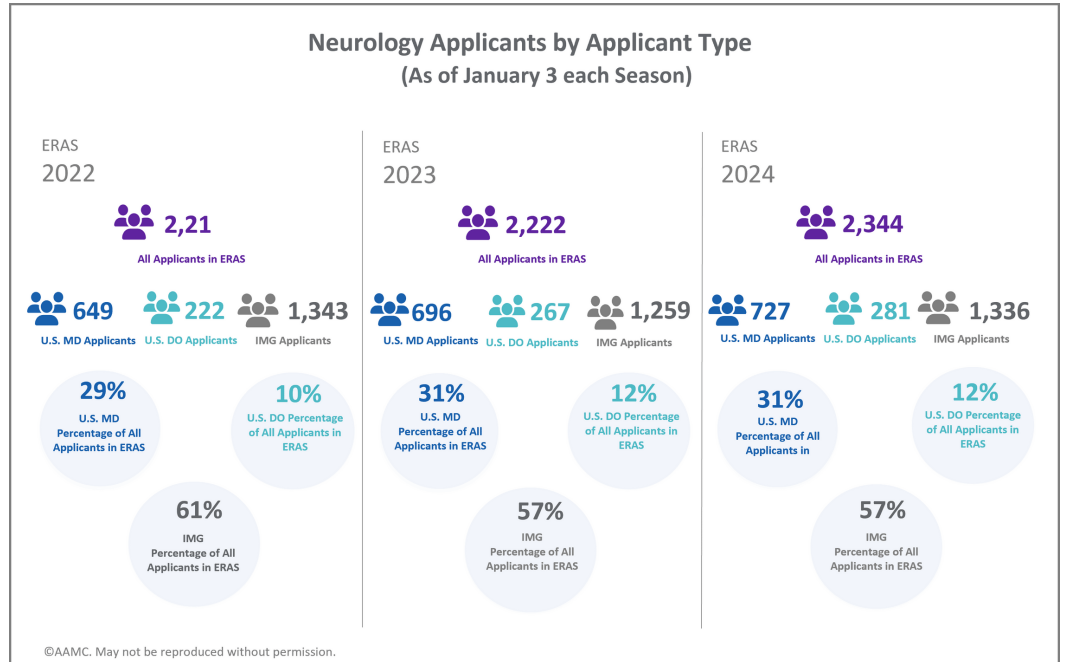 Neurology Applicants by Applicant Type
(As of January 3 each Season)
ERAS
2022
2,21
All Applicants in ERAS
649
U.S. MD Applicants
222
U.S. DO Applicants
1,343
IMG Applicants
29%
U.S. MD
Percentage of All
Applicants in ERAS
10%
U.S. DO Percentage
of All Applicants in
ERAS
61%
IMG
Percentage of All
Applicants in ERAS
ERAS
2023
2,222
All Applicants in ERAS
696
U.S. MD Applicants
267
U.S. DO Applicants
1,259
IMG Applicants
31%
U.S. MD
Percentage of All
Applicants in ERAS
12%
U.S. DO Percentage
of All Applicants in
ERAS
57%
IMG
Percentage of All
Applicants in ERAS
ERAS
2024
2,344
All Applicants in ERAS
727
U.S. MD Applicants
281
U.S. DO Applicants
1,336
IMG Applicants
31%
U.S. MD
Percentage of All
Applicants in
12%
U.S. DO Percentage
of All Applicants in
ERAS
57%
IMG
Percentage of All
Applicants in ERAS
©AAMC. May not be reproduced without permission.